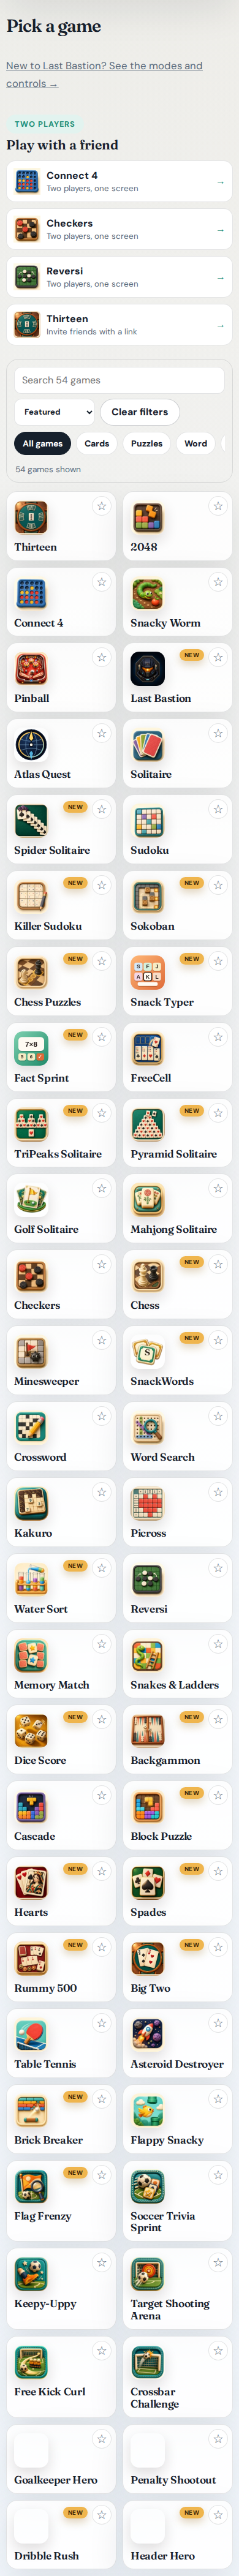 Pick a game
New to Last Bastion? See the modes and
controls →
TWO PLAYERS
Play with a friend
Connect 4
Two players, one screen
→
Checkers
Two players, one screen
→
Reversi
Two players, one screen
→
Thirteen
Invite friends with a link
→
Search 54 games
Featured
Clear filters
All games
Cards
Puzzles
Word
54 games shown
Thirteen
2048
Connect 4
Snacky Worm
Pinball
NEW
Last Bastion
Atlas Quest
Solitaire
NEW
Spider Solitaire
Sudoku
NEW
Killer Sudoku
NEW
Sokoban
NEW
Chess Puzzles
SFJ
AKL
NEW
Snack Typer
7×8
5 6
NEW
Fact Sprint
FreeCell
NEW
TriPeaks Solitaire
NEW
Pyramid Solitaire
Golf Solitaire
Mahjong Solitaire
Checkers
Chess
Minesweeper
S
NEW
SnackWords
Crossword
Word Search
Kakuro
Picross
NEW
Water Sort
Reversi
Memory Match
Snakes & Ladders
NEW
Dice Score
NEW
Backgammon
Cascade
NEW
Block Puzzle
NEW
Hearts
NEW
Spades
NEW
Rummy 500
NEW
Big Two
Table Tennis
Asteroid Destroyer
NEW
Brick Breaker
Flappy Snacky
NEW
Flag Frenzy
Soccer Trivia
Sprint
Keepy-Uppy
Target Shooting
Arena
Free Kick Curl
Crossbar
Challenge
Goalkeeper Hero
Penalty Shootout
NEW
Dribble Rush
NEW
Header Hero